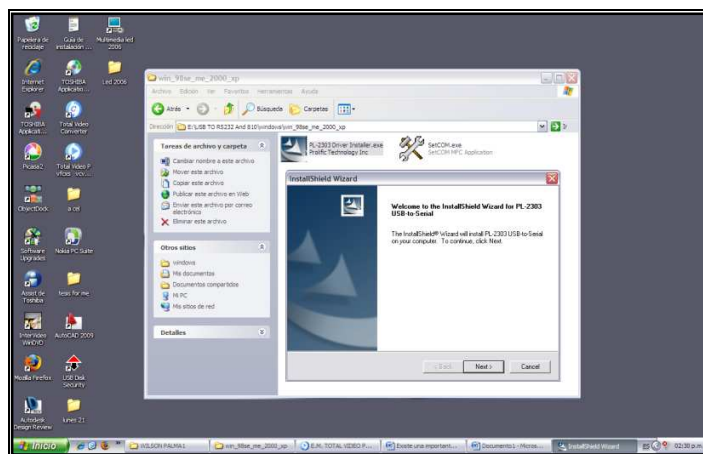 Papelera de reciclaje
Guia de instalación ...
Multimedia led 2006
Internet Explorer
TOSHIBA Applicatio...
Led 2006
TOSHIBA Applicati...
Total Video Converter
Picasa2
Total Video P
ObjectDock
a cel
Software Upgrades
Nokia PC Suite
Assist de Toshiba
tesis for me
InterVideo WinDVD
AutoCAD 2009
Mozilla Firefox
USB Disk Security
Autodesk Design Review
lunes 21
win_98se_me_2000_xp
Archivo Edición Ver Favoritos Herramientas Ayuda
Atrás
Búsqueda
Carpetas
Dirección
E:\USB TO RS232 And 810\windows\win_98se_me_2000_xp
Ir
Tareas de archivo y carpeta
Cambiar nombre a este archivo
Mover este archivo
Copiar este archivo
Publicar este archivo en Web
Enviar este archivo por correo
electrónico
Eliminar este archivo
Otros sitios
windows
Mis documentos
Documentos compartidos
Mi PC
Mis sitios de red
Detalles
PL-2303 Driver Installer.exe
Prolific Technology Inc
SetCOM.exe
SetCOM MFC Application
InstallShield Wizard
Welcome to the InstallShield Wizard for PL-2303
USB-to-Serial
The InstallShield® Wizard will install PL-2303 USB-to-Serial
on your computer. To continue, click Next.
< Back
Next >
Cancel
Inicio
WILSON PALMA1
win_98se_me_2000_xp
E.M. TOTAL VIDEO P...
Existe una important...
Documento1 - Micros...
InstallShield Wizard
ES
02:38 p.m.